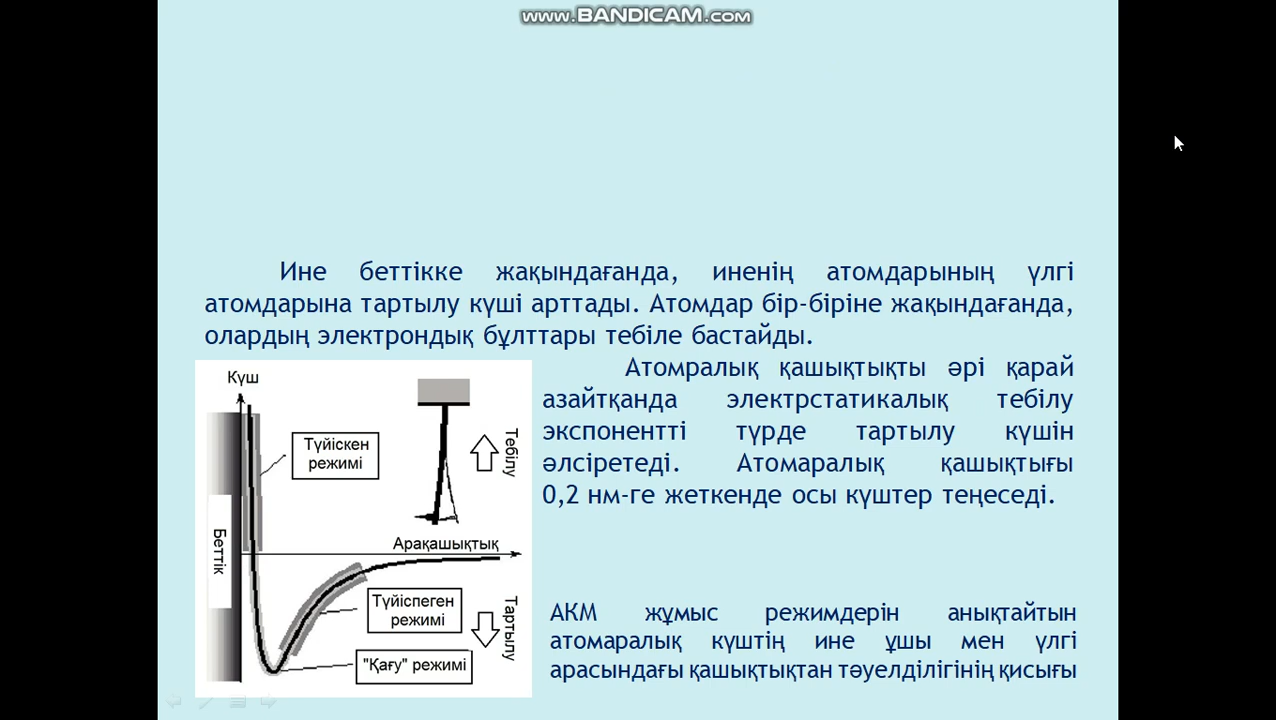 www.BANDICAM.com
Ине беттікке жақындағанда, иненің атомдарының үлгі
атомдарына тартылу күші арттады. Атомдар бір-біріне жақындағанда,
олардың электрондық бұлттары тебіле бастайды.
Атомралық қашықтықты әрі қарай
азайтқанда электрстатикалық тебілу
экспонентті түрде тартылу күшін
әлсіретеді. Атомаралық қашықтығы
0,2 нм-ге жеткенде осы күштер теңеседі.
Күш
Түйіскен
режимі
Тебілу
Беттік
Арақашықтық
Түйіспеген
режимі
Тартылу
"Қағу" режимі
АКМ жұмыс режимдерін анықтайтын
атомаралық күштің ине ұшы мен үлгі
арасындағы қашықтықтан тәуелділігінің қисығы